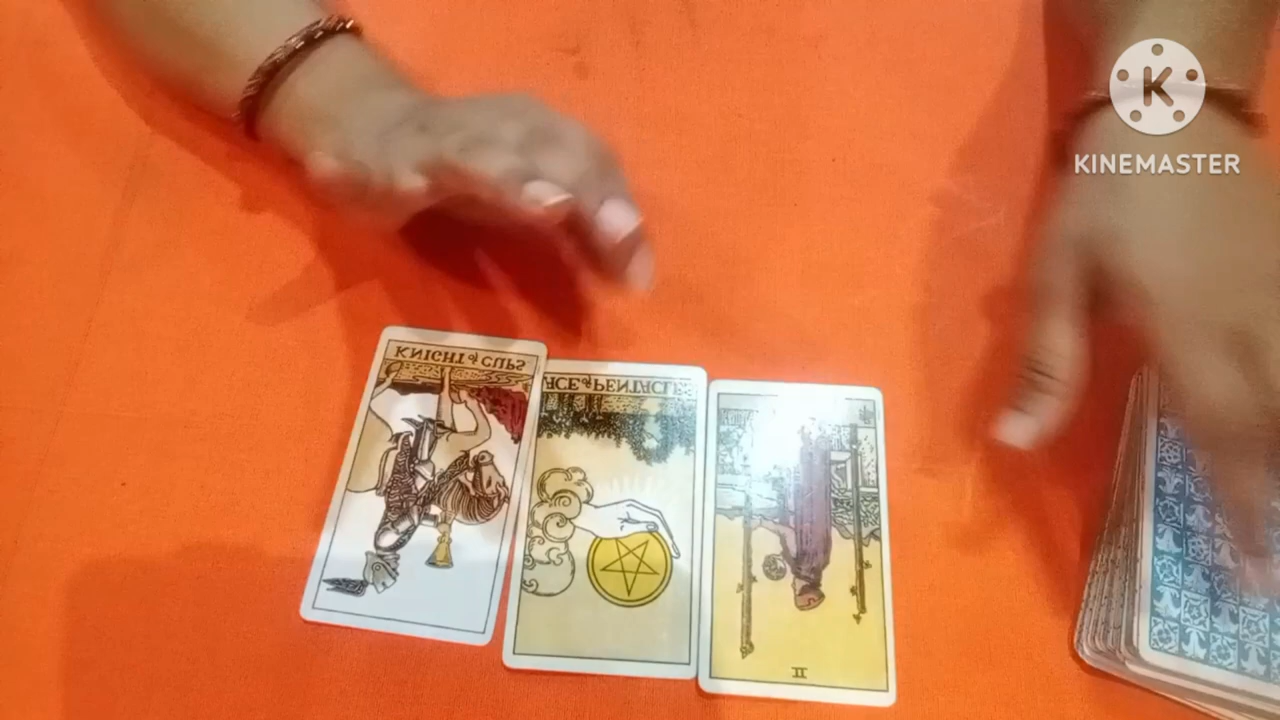 K
KINEMASTER
KNIGHT of CUPS
ACE of PENTACLES
II